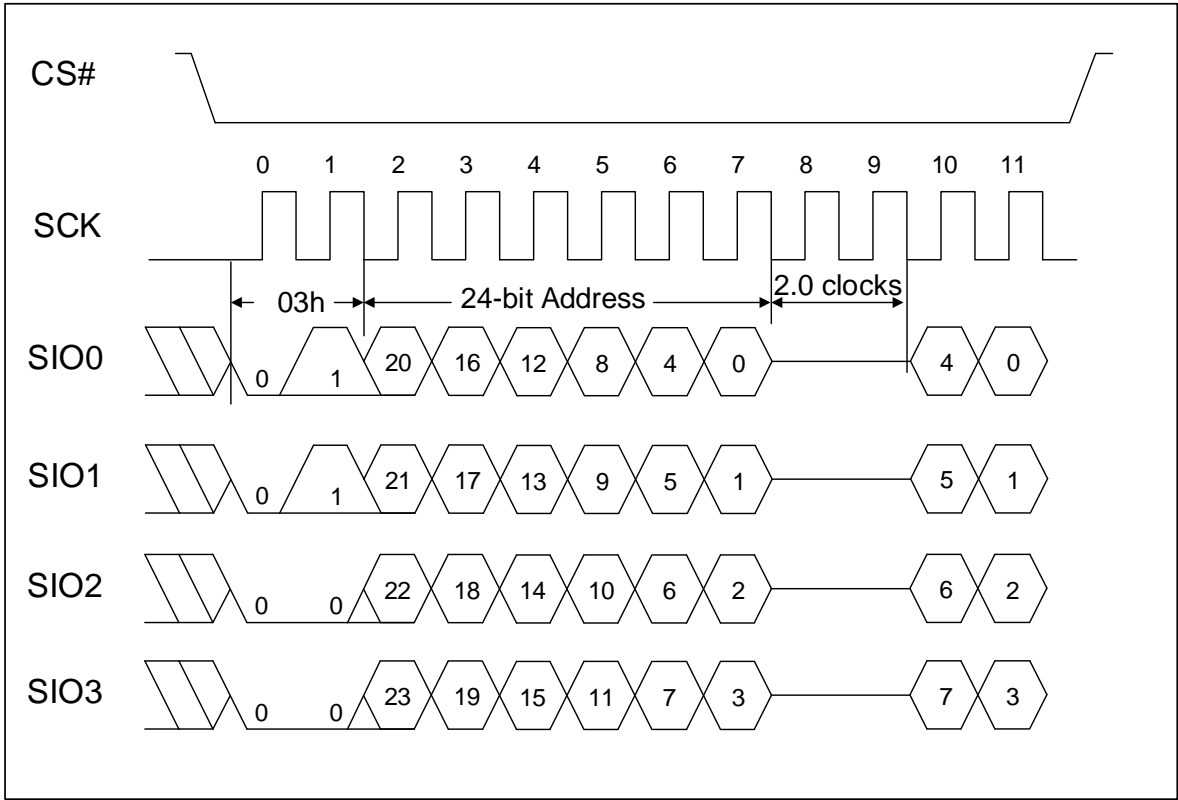 CS#
0 1 2 3 4 5 6 7 8 9 10 11
SCK
03h 24-bit Address 2.0 clocks
SIO0 0 1 20 16 12 8 4 0 4 0
SIO1 0 1 21 17 13 9 5 1 5 1
SIO2 0 0 22 18 14 10 6 2 6 2
SIO3 0 0 23 19 15 11 7 3 7 3